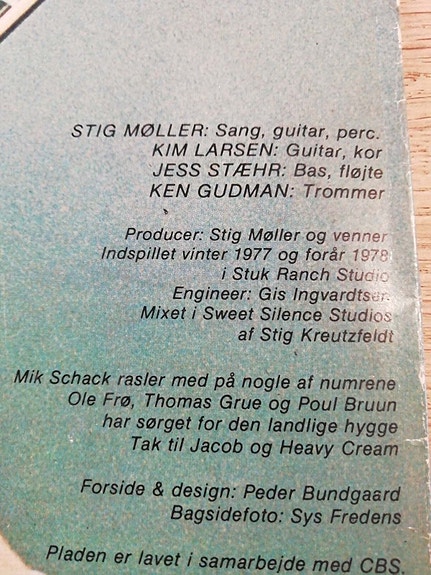 STIG MØLLER: Sang, guitar, perc.
KIM LARSEN: Guitar, kor
JESS STÆHR: Bas, fløjte
KEN GUDMAN: Trommer
Producer: Stig Møller og venner
Indspillet vinter 1977 og forår 1978
i Stuk Ranch Studio
Engineer: Gis Ingvardtsen
Mixet i Sweet Silence Studios
af Stig Kreutzfeldt
Mik Schack rasler med på nogle af numrene
Ole Frø, Thomas Grue og Poul Bruun
har sørget for den landlige hygge
Tak til Jacob og Heavy Cream
Forside & design: Peder Bundgaard
Bagsidefoto: Sys Fredens
Pladen er lavet i samarbejde med CBS.